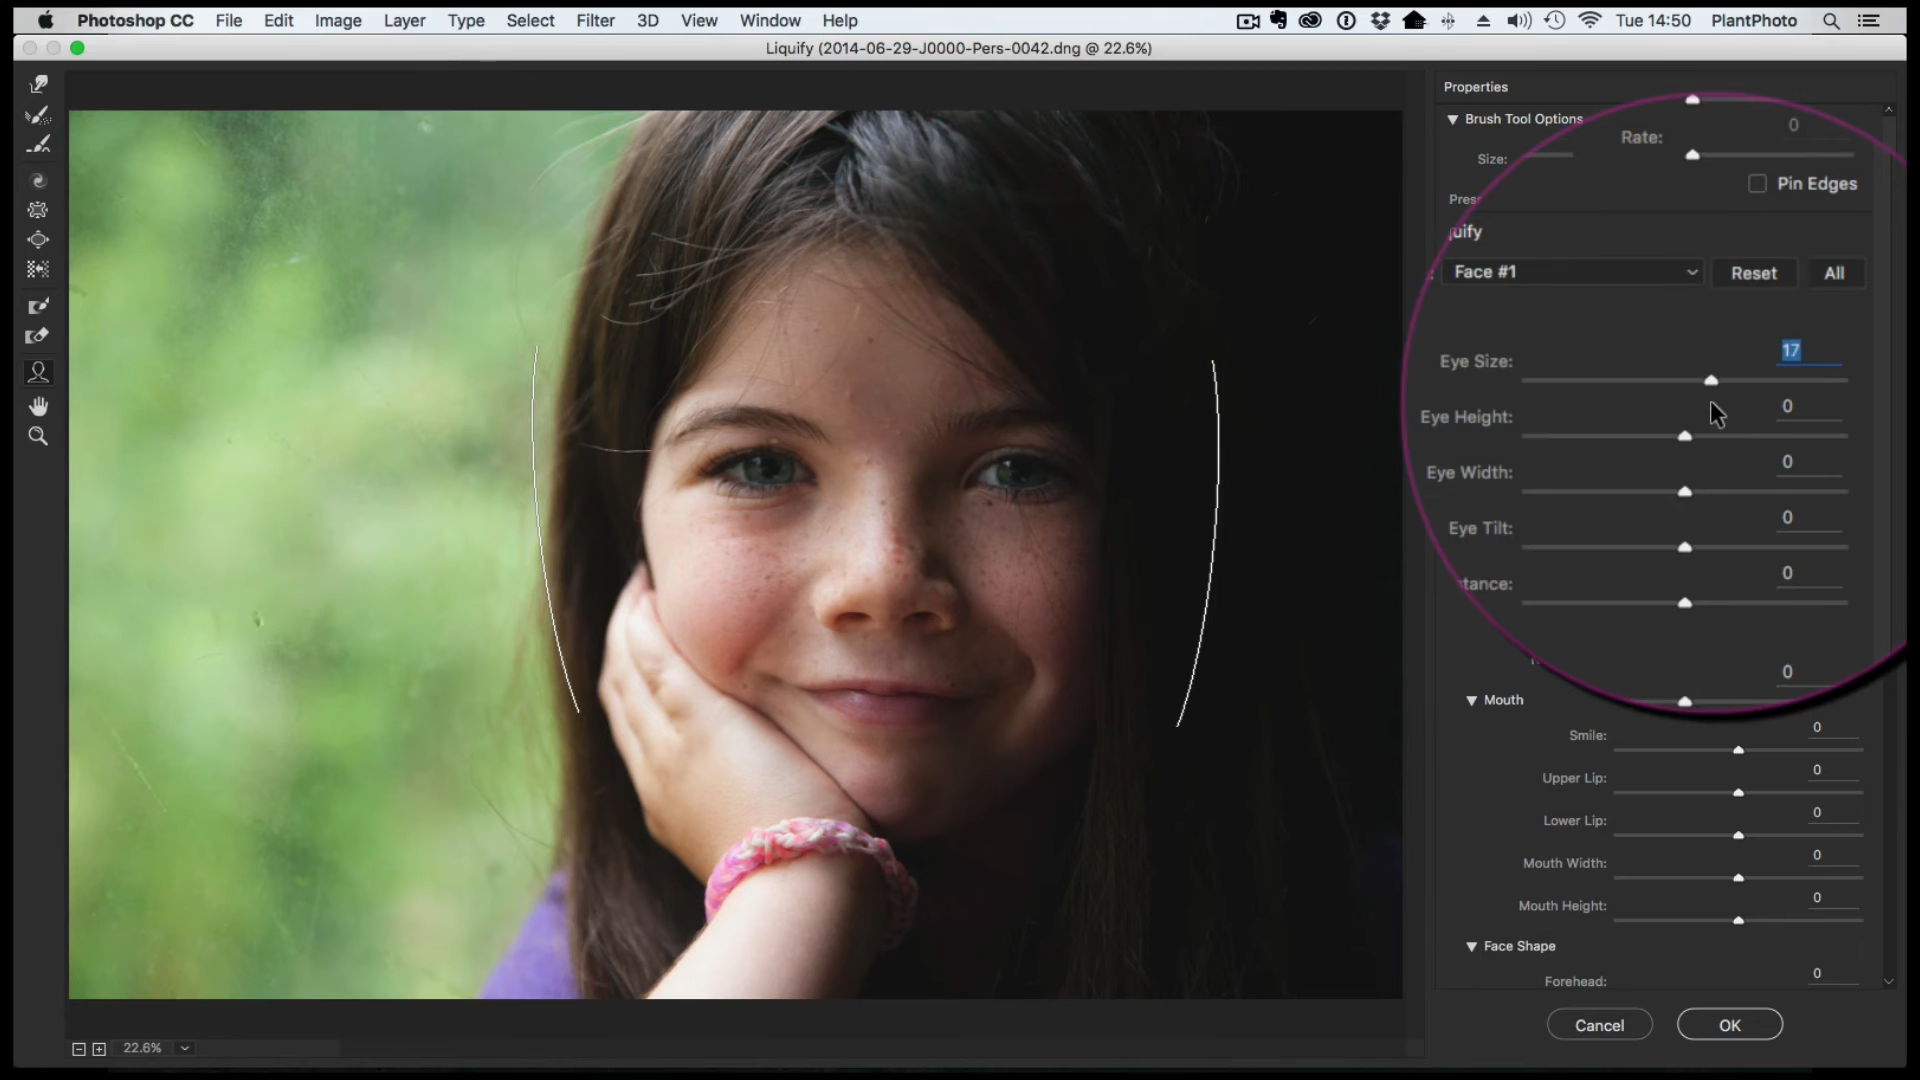 Photoshop CC File Edit Image Layer Type Select Filter 3D View Window Help Tue 14:50 PlantPhoto
Liquify (2014-06-29-J0000-Pers-0042.dng @ 22.6%)
Properties
Brush Tool Options
0
Rate:
Size:
Pin Edges
Pres
quify
Face #1 Reset All
Eye Size: 17
Eye Height: 0
Eye Width: 0
Eye Tilt: 0
tance: 0
0
Mouth
Smile: 0
Upper Lip: 0
Lower Lip: 0
Mouth Width: 0
Mouth Height: 0
Face Shape
Forehead: 0
Cancel OK
22.6%